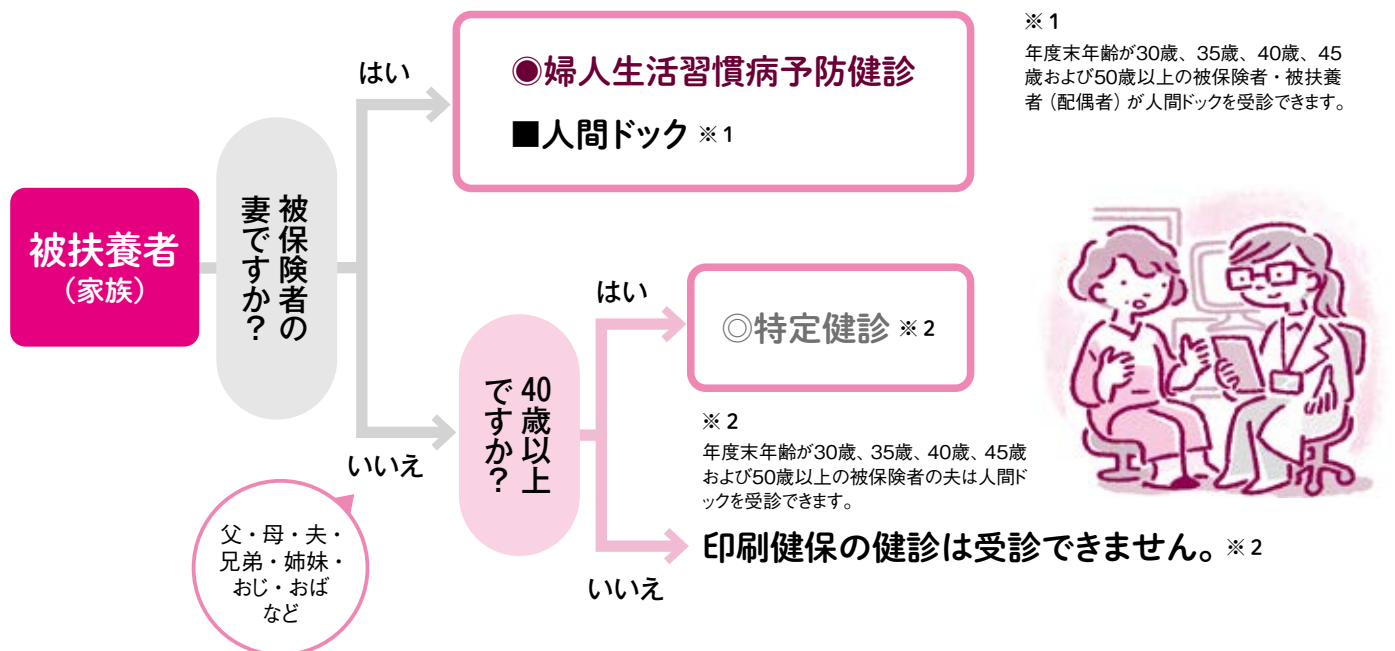 被扶養者
（家族）
被保険者の
妻ですか？
はい
◉婦人生活習慣病予防健診
■人間ドック ※1
※1
年度末年齢が30歳、35歳、40歳、45
歳および50歳以上の被保険者・被扶養
者（配偶者）が人間ドックを受診できます。
いいえ
父・母・夫・
兄弟・姉妹・
おじ・おば
など
40歳以上
ですか？
はい
◎特定健診 ※2
※2
年度末年齢が30歳、35歳、40歳、45歳
および50歳以上の被保険者の夫は人間ド
ックを受診できます。
いいえ
印刷健保の健診は受診できません。※2